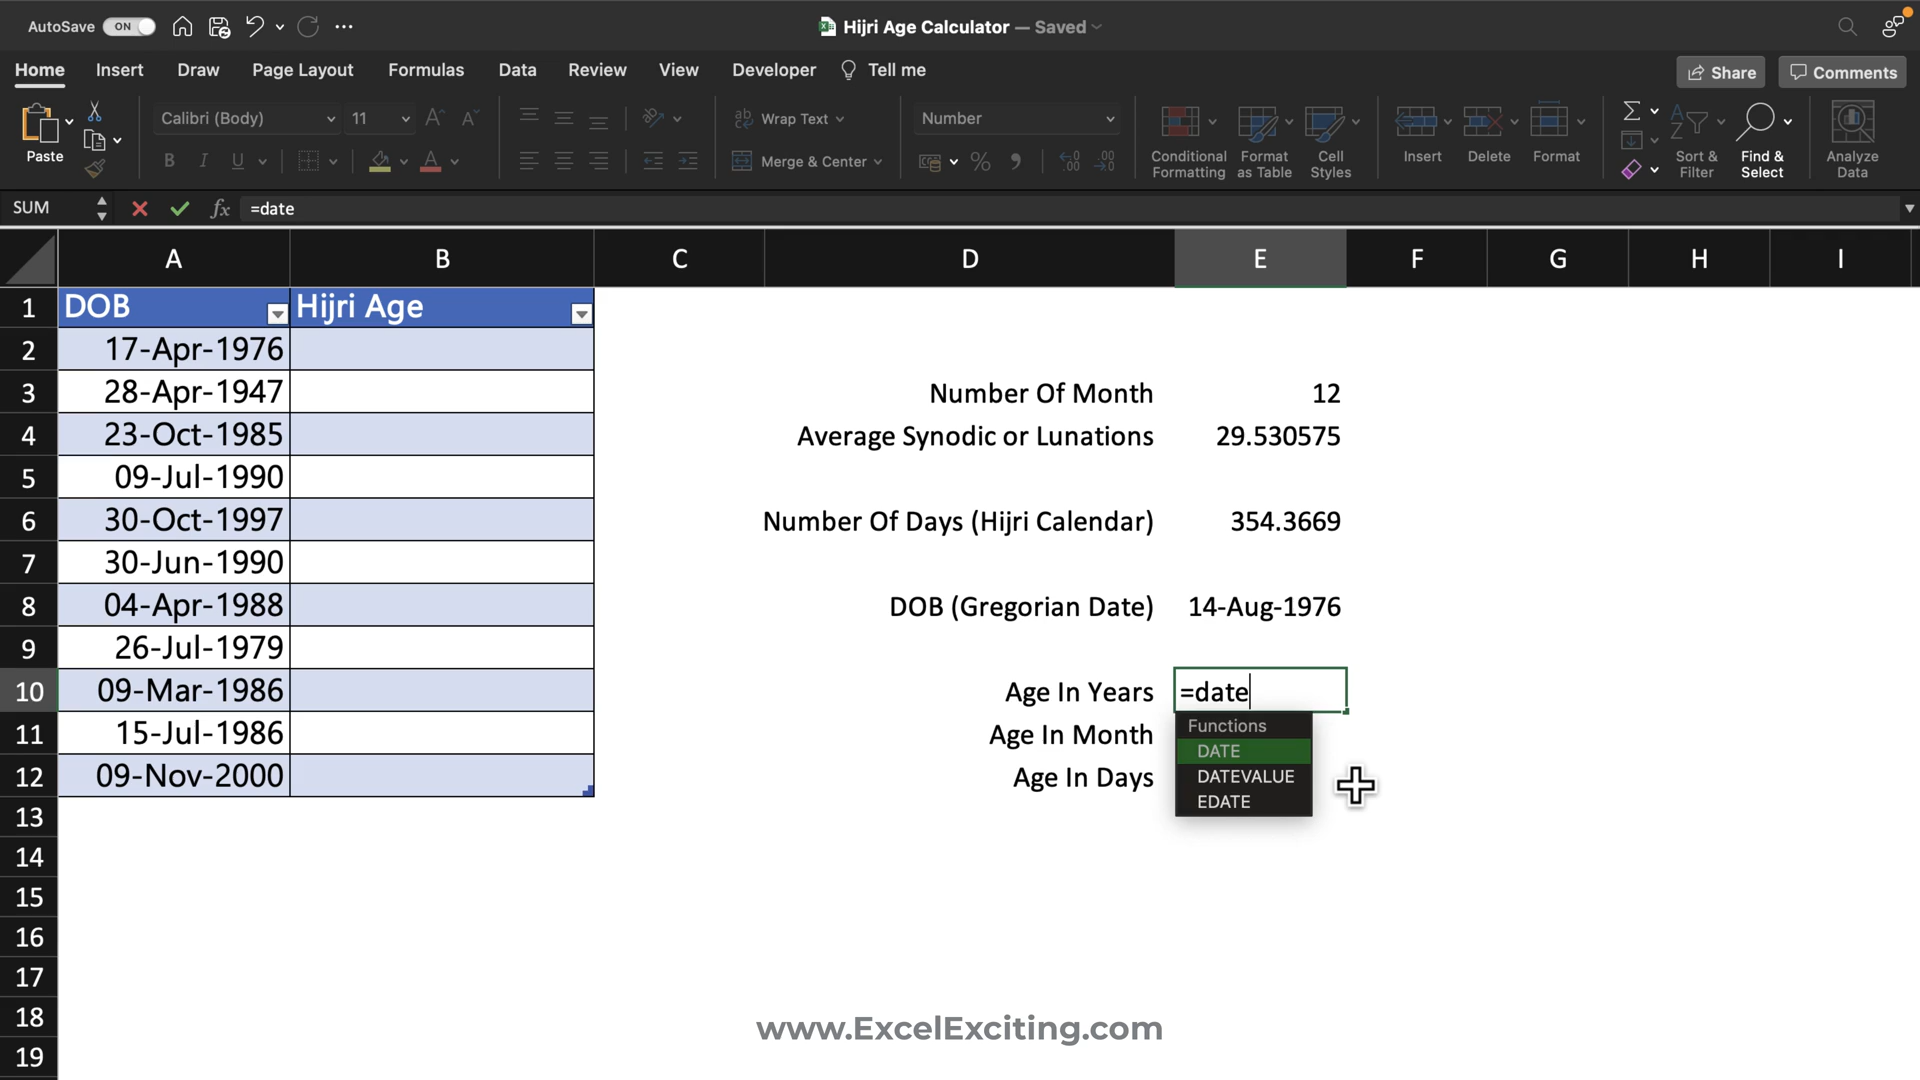 AutoSave ON
Hijri Age Calculator — Saved
Home Insert Draw Page Layout Formulas Data Review View Developer Tell me
Share Comments
Paste
Calibri (Body) 11
B I U
Wrap Text
Merge & Center
Number
Conditional Formatting
Format as Table
Cell Styles
Insert
Delete
Format
Sort & Filter
Find & Select
Analyze Data
SUM fx =date
A B C D E F G H I
1 DOB Hijri Age
2 17-Apr-1976
3 28-Apr-1947 Number Of Month 12
4 23-Oct-1985 Average Synodic or Lunations 29.530575
5 09-Jul-1990
6 30-Oct-1997 Number Of Days (Hijri Calendar) 354.3669
7 30-Jun-1990
8 04-Apr-1988 DOB (Gregorian Date) 14-Aug-1976
9 26-Jul-1979
10 09-Mar-1986 Age In Years =date
Functions
11 15-Jul-1986 Age In Month DATE
DATEVALUE
12 09-Nov-2000 Age In Days
EDATE
13
14
15
16
17
18
www.ExcelExciting.com
19